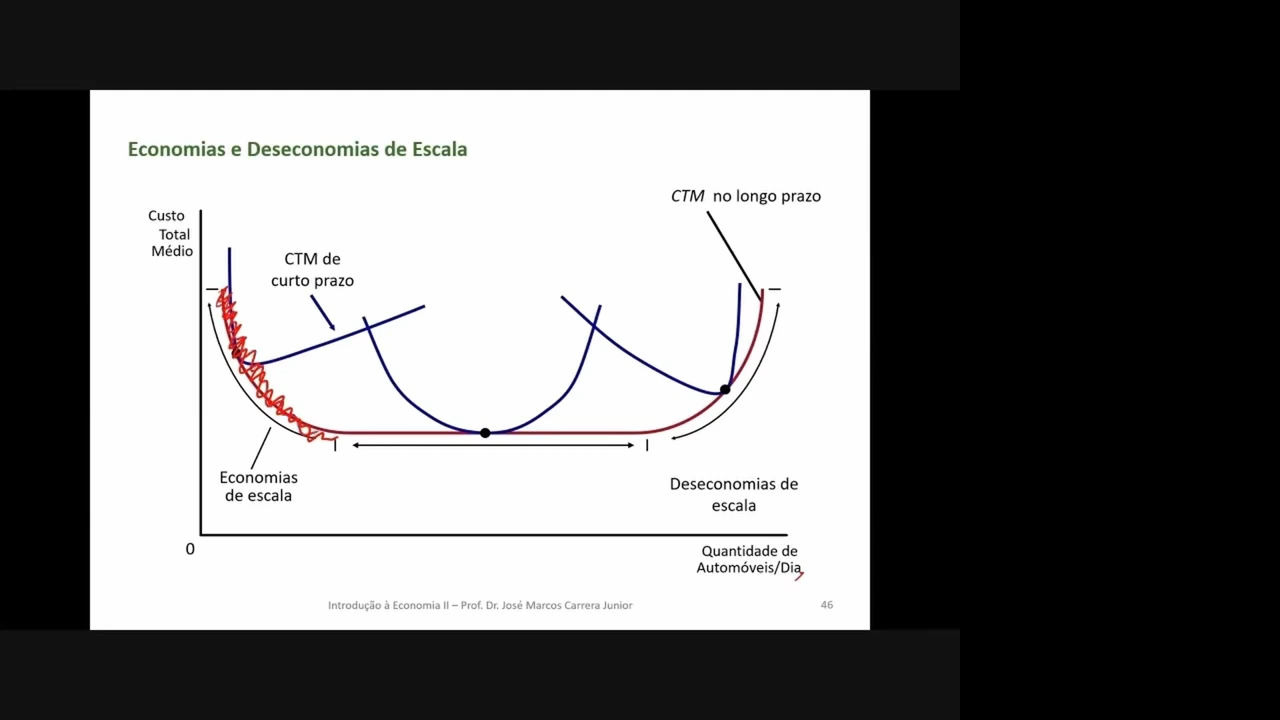 Economias e Deseconomias de Escala
CTM no longo prazo
Custo
Total
Médio
CTM de
curto prazo
Economias
de escala
Deseconomias de
escala
0
Quantidade de
Automóveis/Dia
Introdução à Economia II – Prof. Dr. José Marcos Carrera Junior
46